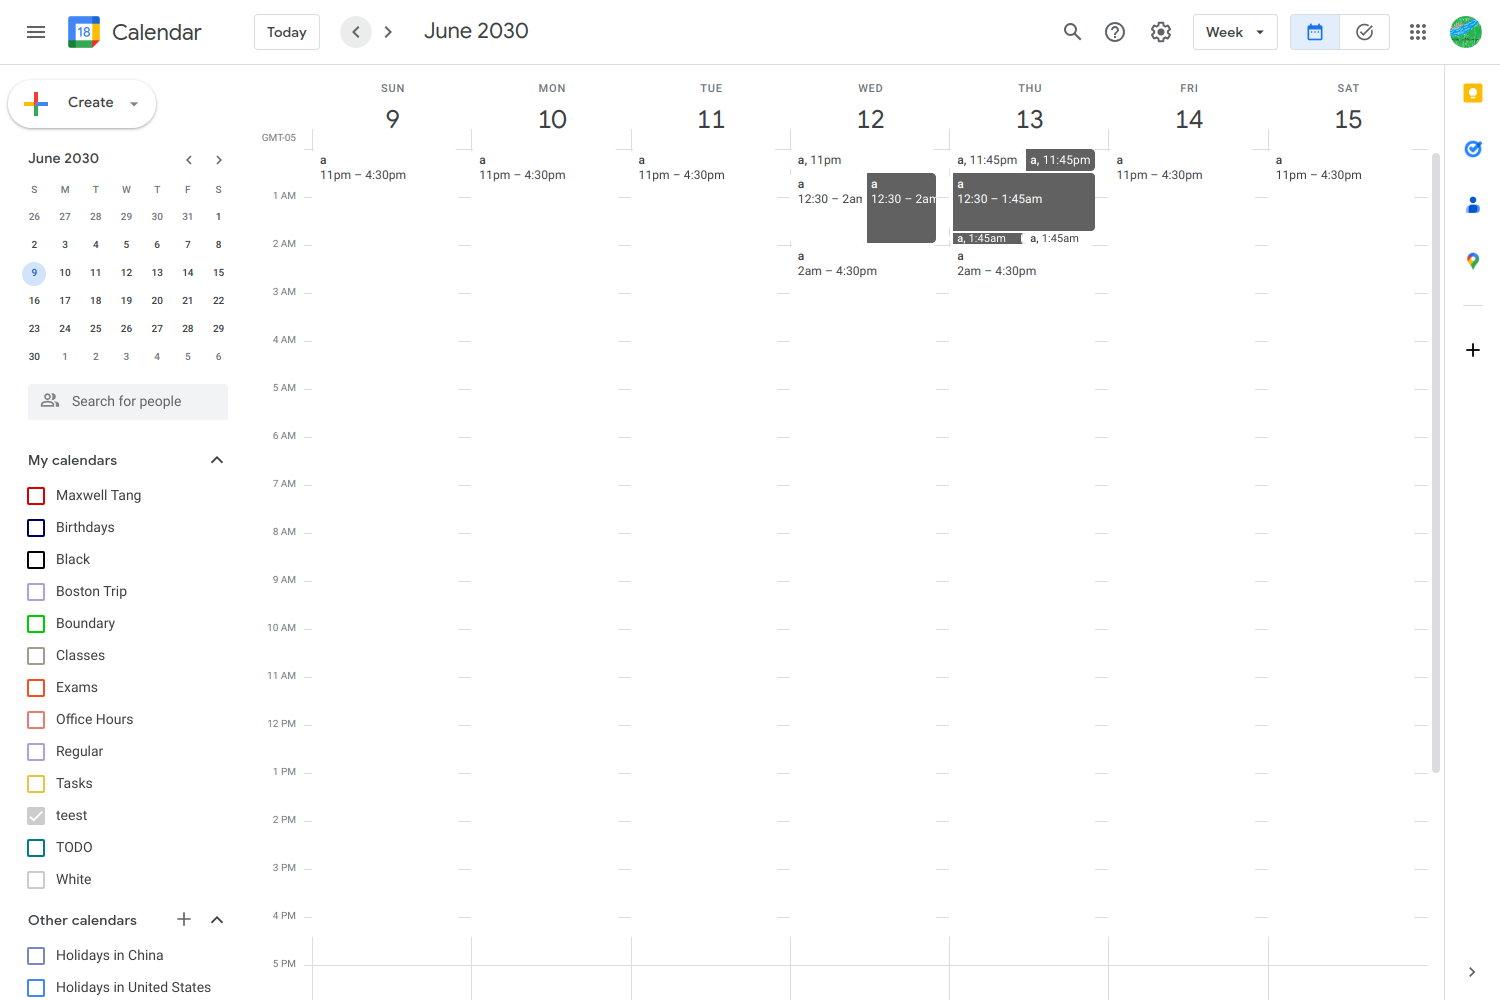 18 Calendar Today June 2030 Week
Create
June 2030
S M T W T F S
26 27 28 29 30 31 1
2 3 4 5 6 7 8
9 10 11 12 13 14 15
16 17 18 19 20 21 22
23 24 25 26 27 28 29
30 1 2 3 4 5 6
Search for people
My calendars
Maxwell Tang
Birthdays
Black
Boston Trip
Boundary
Classes
Exams
Office Hours
Regular
Tasks
teest
TODO
White
Other calendars
Holidays in China
Holidays in United States
SUN MON TUE WED THU FRI SAT
9 10 11 12 13 14 15
GMT-05
a
11pm – 4:30pm
a
11pm – 4:30pm
a
11pm – 4:30pm
a, 11pm
a
12:30 – 2am
a
12:30 – 2am
a
2am – 4:30pm
a, 11:45pm
a, 11:45pm
a
12:30 – 1:45am
a, 1:45am
a, 1:45am
a
2am – 4:30pm
a
11pm – 4:30pm
a
11pm – 4:30pm
1 AM
2 AM
3 AM
4 AM
5 AM
6 AM
7 AM
8 AM
9 AM
10 AM
11 AM
12 PM
1 PM
2 PM
3 PM
4 PM
5 PM